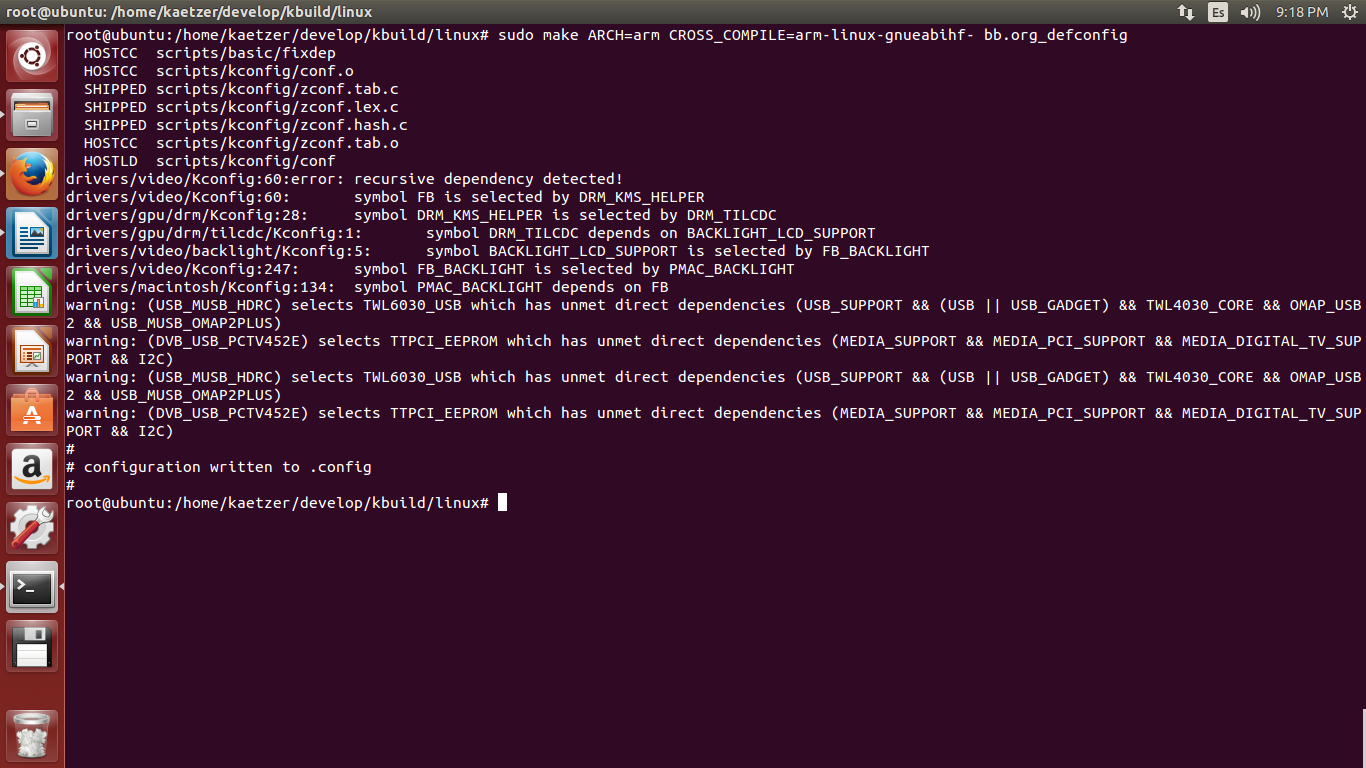 root@ubuntu: /home/kaetzer/develop/kbuild/linux
Es
9:18 PM
root@ubuntu:/home/kaetzer/develop/kbuild/linux# sudo make ARCH=arm CROSS_COMPILE=arm-linux-gnueabihf- bb.org_defconfig
  HOSTCC  scripts/basic/fixdep
  HOSTCC  scripts/kconfig/conf.o
  SHIPPED scripts/kconfig/zconf.tab.c
  SHIPPED scripts/kconfig/zconf.lex.c
  SHIPPED scripts/kconfig/zconf.hash.c
  HOSTCC  scripts/kconfig/zconf.tab.o
  HOSTLD  scripts/kconfig/conf
drivers/video/Kconfig:60:error: recursive dependency detected!
drivers/video/Kconfig:60:       symbol FB is selected by DRM_KMS_HELPER
drivers/gpu/drm/Kconfig:28:     symbol DRM_KMS_HELPER is selected by DRM_TILCDC
drivers/gpu/drm/tilcdc/Kconfig:1:       symbol DRM_TILCDC depends on BACKLIGHT_LCD_SUPPORT
drivers/video/backlight/Kconfig:5:      symbol BACKLIGHT_LCD_SUPPORT is selected by FB_BACKLIGHT
drivers/video/Kconfig:247:      symbol FB_BACKLIGHT is selected by PMAC_BACKLIGHT
drivers/macintosh/Kconfig:134:  symbol PMAC_BACKLIGHT depends on FB
warning: (USB_MUSB_HDRC) selects TWL6030_USB which has unmet direct dependencies (USB_SUPPORT && (USB || USB_GADGET) && TWL4030_CORE && OMAP_USB
2 && USB_MUSB_OMAP2PLUS)
warning: (DVB_USB_PCTV452E) selects TTPCI_EEPROM which has unmet direct dependencies (MEDIA_SUPPORT && MEDIA_PCI_SUPPORT && MEDIA_DIGITAL_TV_SUP
PORT && I2C)
warning: (USB_MUSB_HDRC) selects TWL6030_USB which has unmet direct dependencies (USB_SUPPORT && (USB || USB_GADGET) && TWL4030_CORE && OMAP_USB
2 && USB_MUSB_OMAP2PLUS)
warning: (DVB_USB_PCTV452E) selects TTPCI_EEPROM which has unmet direct dependencies (MEDIA_SUPPORT && MEDIA_PCI_SUPPORT && MEDIA_DIGITAL_TV_SUP
PORT && I2C)
#
# configuration written to .config
#
root@ubuntu:/home/kaetzer/develop/kbuild/linux#